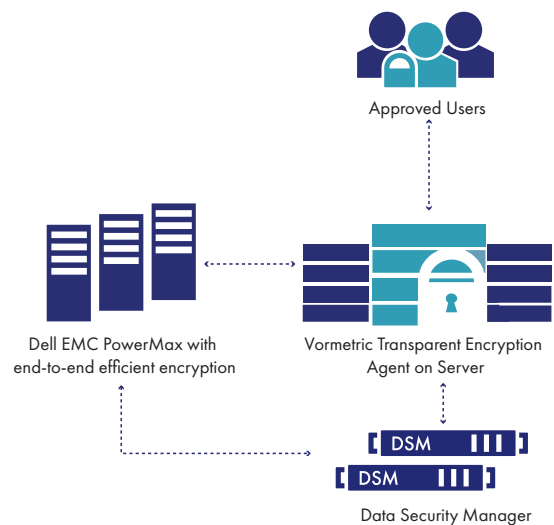 Approved Users
Dell EMC PowerMax with
end-to-end efficient encryption
Vormetric Transparent Encryption
Agent on Server
DSM
DSM
Data Security Manager